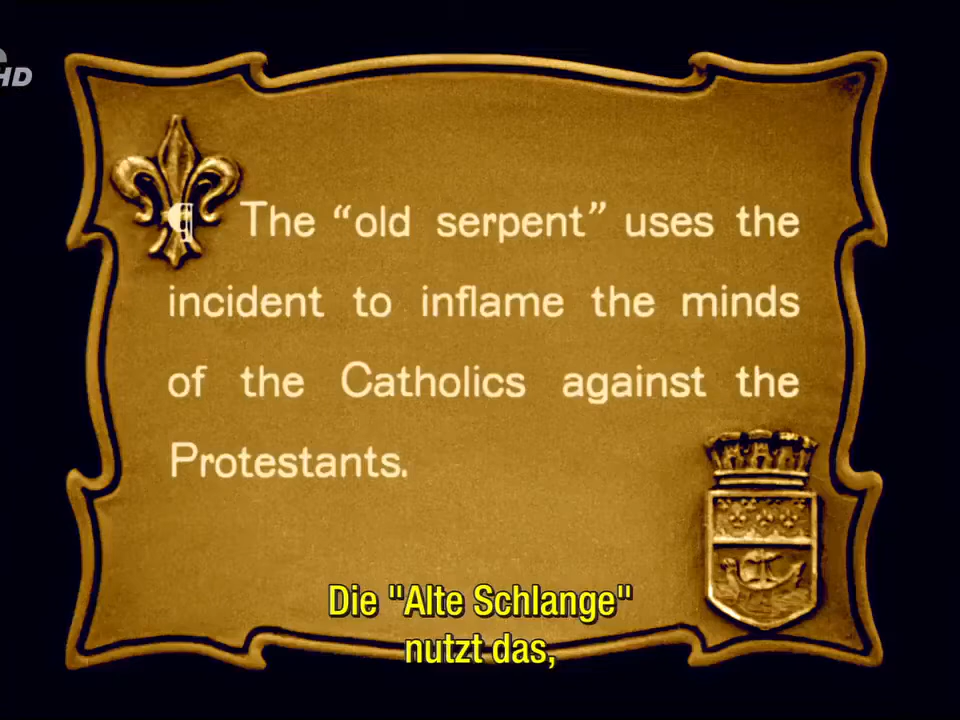 HD
¶ The “old serpent” uses the
incident to inflame the minds
of the Catholics against the
Protestants.
Die "Alte Schlange"
nutzt das,